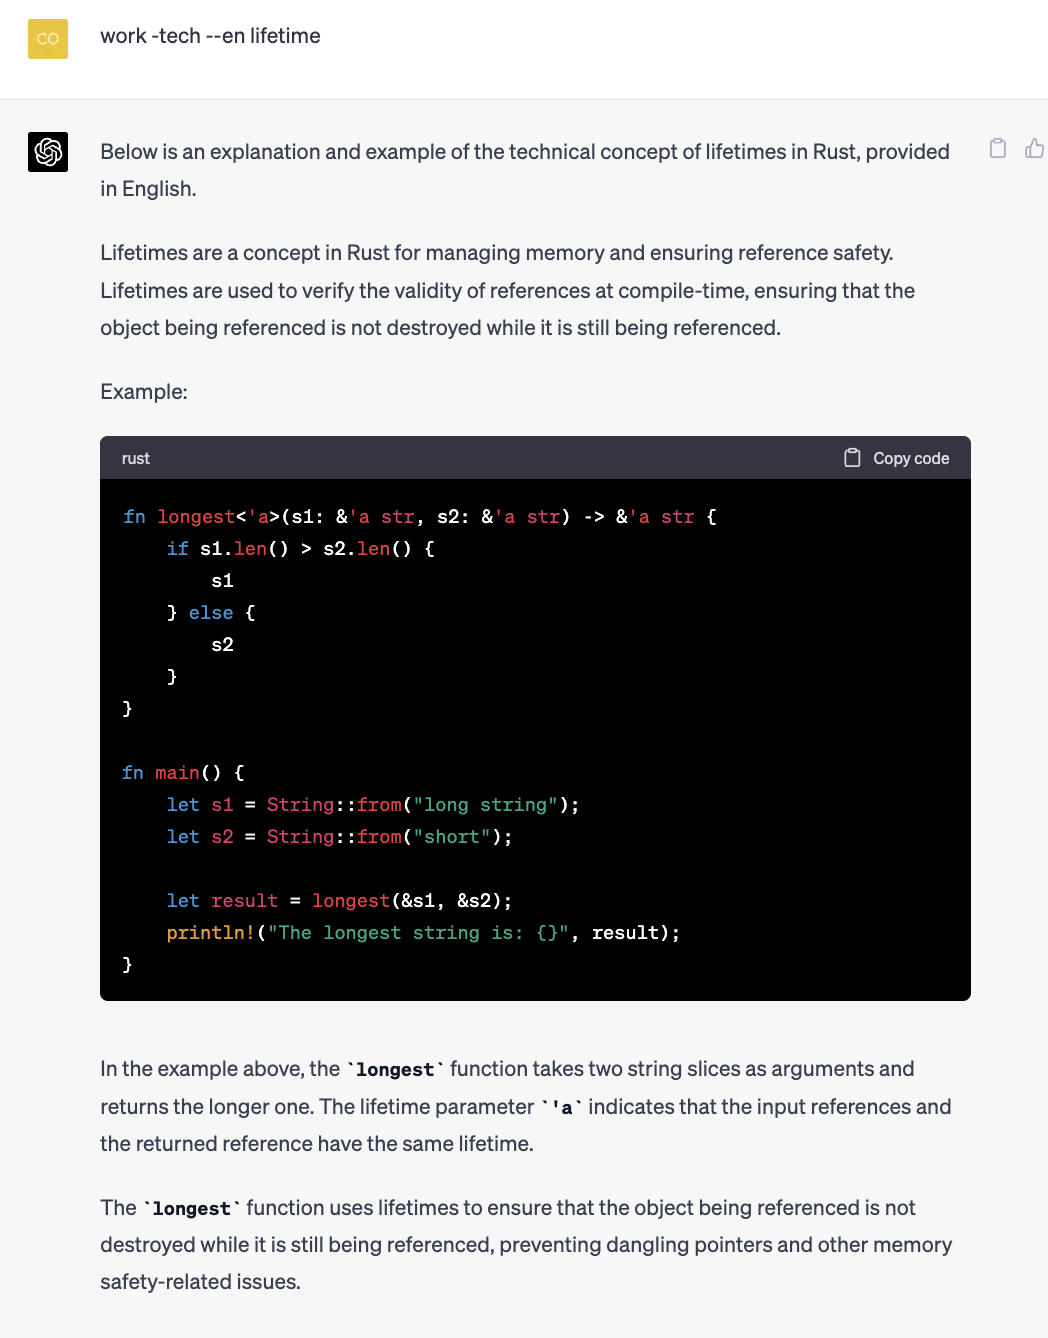 CO
work -tech --en lifetime
Below is an explanation and example of the technical concept of lifetimes in Rust, provided
in English.
Lifetimes are a concept in Rust for managing memory and ensuring reference safety.
Lifetimes are used to verify the validity of references at compile-time, ensuring that the
object being referenced is not destroyed while it is still being referenced.
Example:
rust
Copy code
fn longest<'a>(s1: &'a str, s2: &'a str) -> &'a str {
    if s1.len() > s2.len() {
        s1
    } else {
        s2
    }
}
fn main() {
    let s1 = String::from("long string");
    let s2 = String::from("short");
    let result = longest(&s1, &s2);
    println!("The longest string is: {}", result);
}
In the example above, the `longest` function takes two string slices as arguments and
returns the longer one. The lifetime parameter `'a` indicates that the input references and
the returned reference have the same lifetime.
The `longest` function uses lifetimes to ensure that the object being referenced is not
destroyed while it is still being referenced, preventing dangling pointers and other memory
safety-related issues.